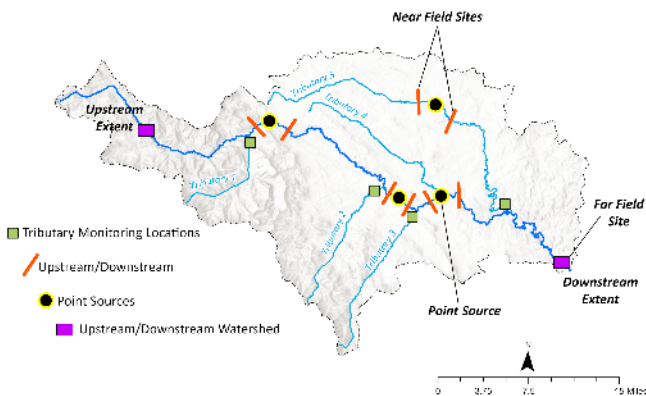 Near Field Sites
Tributary 5
Upstream
Extent
Tributary 4
Tributary 1
Tributary 2
Tributary 3
Far Field
Site
Downstream
Extent
Point Source
Tributary Monitoring Locations
Upstream/Downstream
Point Sources
Upstream/Downstream Watershed
N
0 3.75 7.5 15 Miles